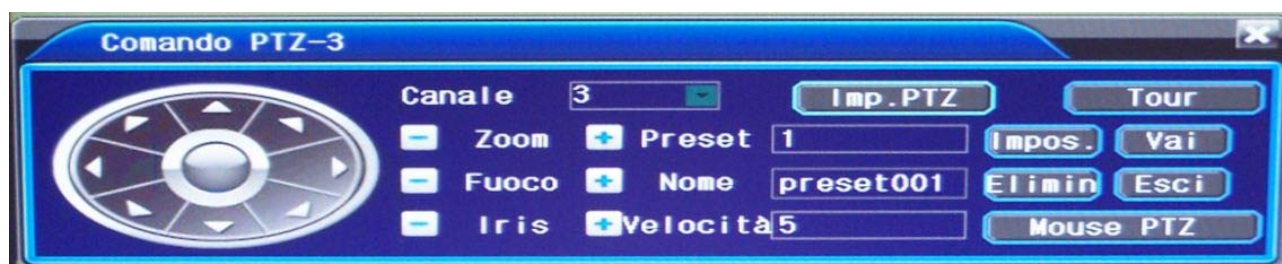 Comando PTZ-3
Canale 3 Imp.PTZ Tour
Zoom Preset 1 Impos. Vai
Fuoco Nome preset001 Elimin Esci
Iris Velocità 5 Mouse PTZ